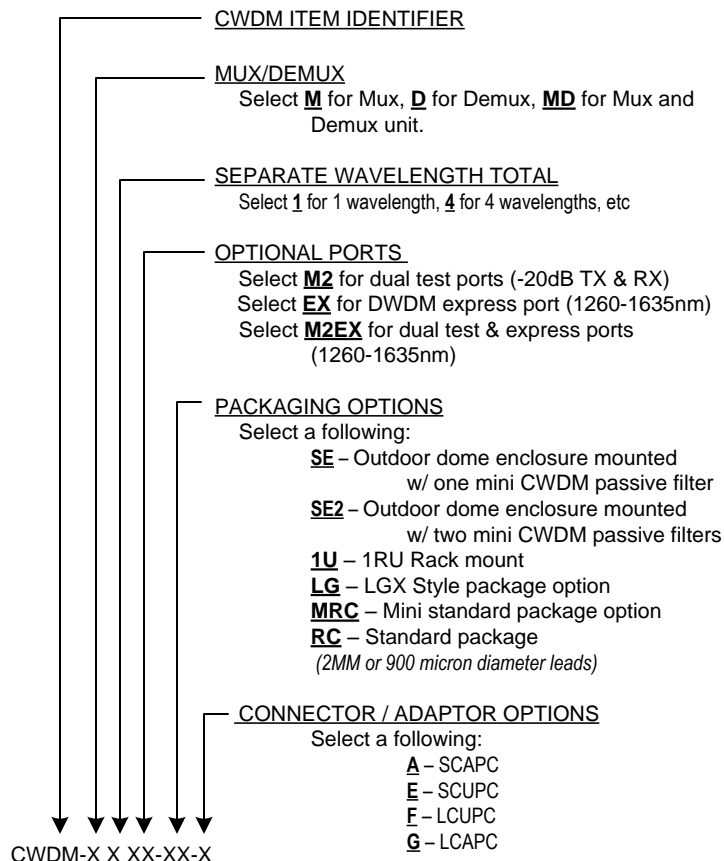 CWDM ITEM IDENTIFIER
MUX/DEMUX
Select M for Mux, D for Demux, MD for Mux and
Demux unit.
SEPARATE WAVELENGTH TOTAL
Select 1 for 1 wavelength, 4 for 4 wavelengths, etc
OPTIONAL PORTS
Select M2 for dual test ports (-20dB TX & RX)
Select EX for DWDM express port (1260-1635nm)
Select M2EX for dual test & express ports
(1260-1635nm)
PACKAGING OPTIONS
Select a following:
SE – Outdoor dome enclosure mounted
w/ one mini CWDM passive filter
SE2 – Outdoor dome enclosure mounted
w/ two mini CWDM passive filters
1U – 1RU Rack mount
LG – LGX Style package option
MRC – Mini standard package option
RC – Standard package
(2MM or 900 micron diameter leads)
CONNECTOR / ADAPTOR OPTIONS
Select a following:
A – SCAPC
E – SCUPC
F – LCUPC
G – LCAPC
CWDM-X X XX-XX-X